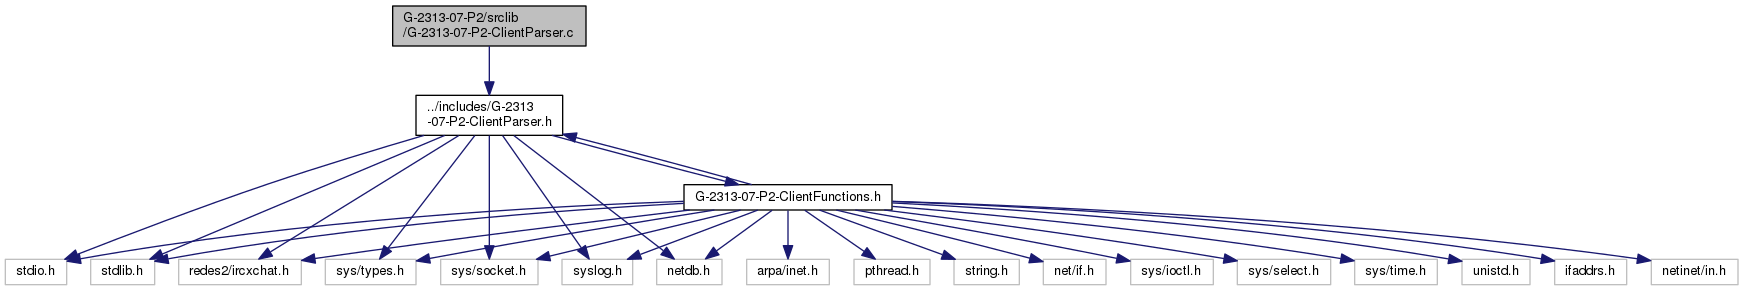 G-2313-07-P2/srclib
/G-2313-07-P2-ClientParser.c
../includes/G-2313
-07-P2-ClientParser.h
G-2313-07-P2-ClientFunctions.h
stdio.h
stdlib.h
redes2/ircxchat.h
sys/types.h
sys/socket.h
syslog.h
netdb.h
arpa/inet.h
pthread.h
string.h
net/if.h
sys/ioctl.h
sys/select.h
sys/time.h
unistd.h
ifaddrs.h
netinet/in.h